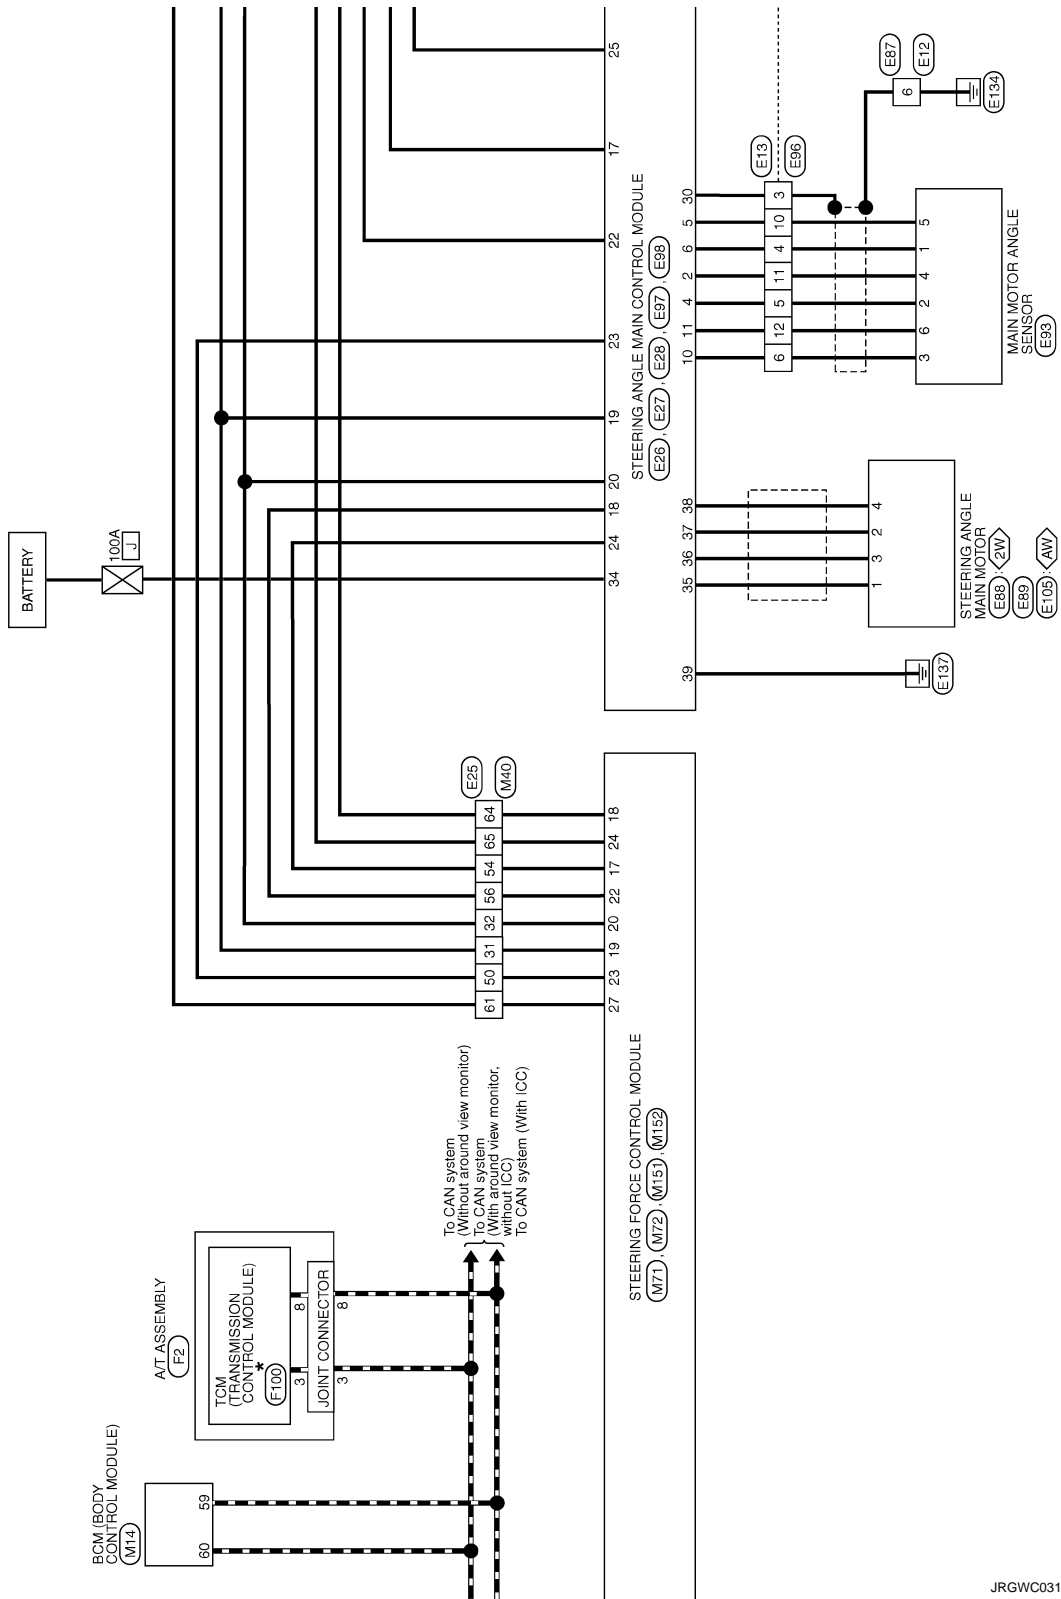 BATTERY
100A
J
25
17
22
23
19
20
18
24
34
STEERING ANGLE MAIN CONTROL MODULE
E26 , E27 , E28 , E97 , E98
30
5
6
2
4
11
10
E13
E96
3
10
4
11
5
12
6
E87
E12
6
E134
5
1
4
2
6
3
MAIN MOTOR ANGLE
SENSOR
E93
38
37
36
35
4
2
3
1
STEERING ANGLE
MAIN MOTOR
E88 : 2W
E89
E105 : AW
39
E137
E25
M40
64
65
54
56
32
31
50
61
18
24
17
22
20
19
23
27
STEERING FORCE CONTROL MODULE
M71 , M72 , M151 , M152
To CAN system
(Without around view monitor)
To CAN system
(With around view monitor,
without ICC)
To CAN system (With ICC)
A/T ASSEMBLY
F2
TCM
(TRANSMISSION
CONTROL MODULE)
*
F100
8
3
JOINT CONNECTOR
8
3
BCM (BODY
CONTROL MODULE)
M14
59
60
JRGWC031